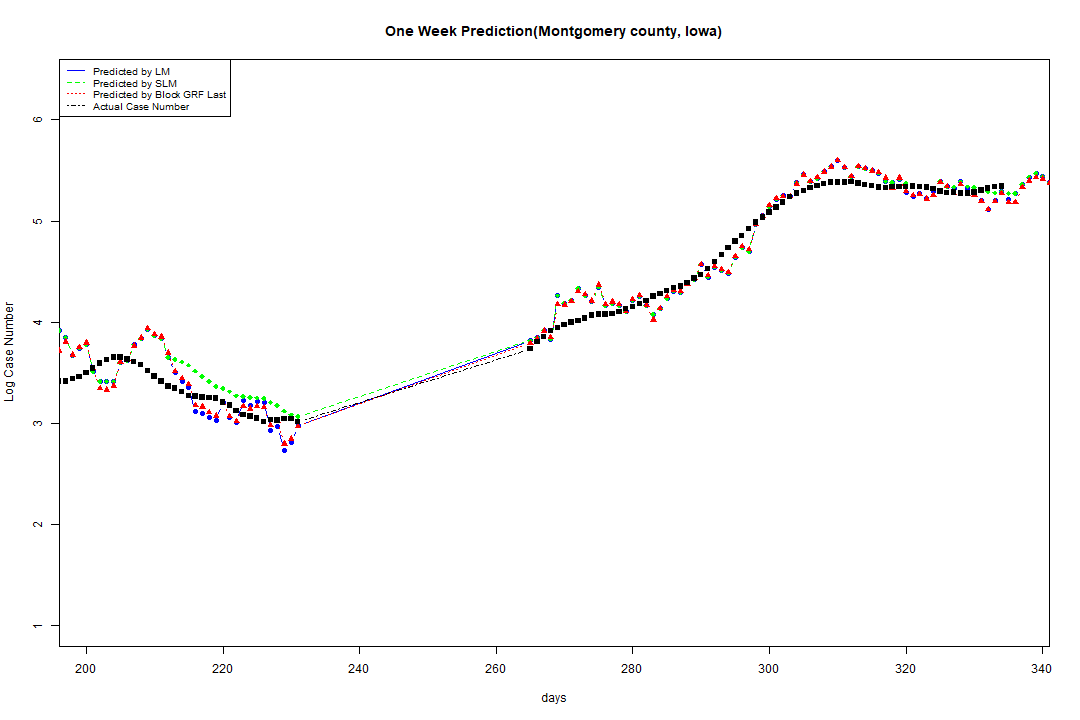 One Week Prediction(Montgomery county, Iowa)
Predicted by LM
Predicted by SLM
Predicted by Block GRF Last
Actual Case Number
6
5
4
3
2
1
Log Case Number
200 220 240 260 280 300 320 340
days